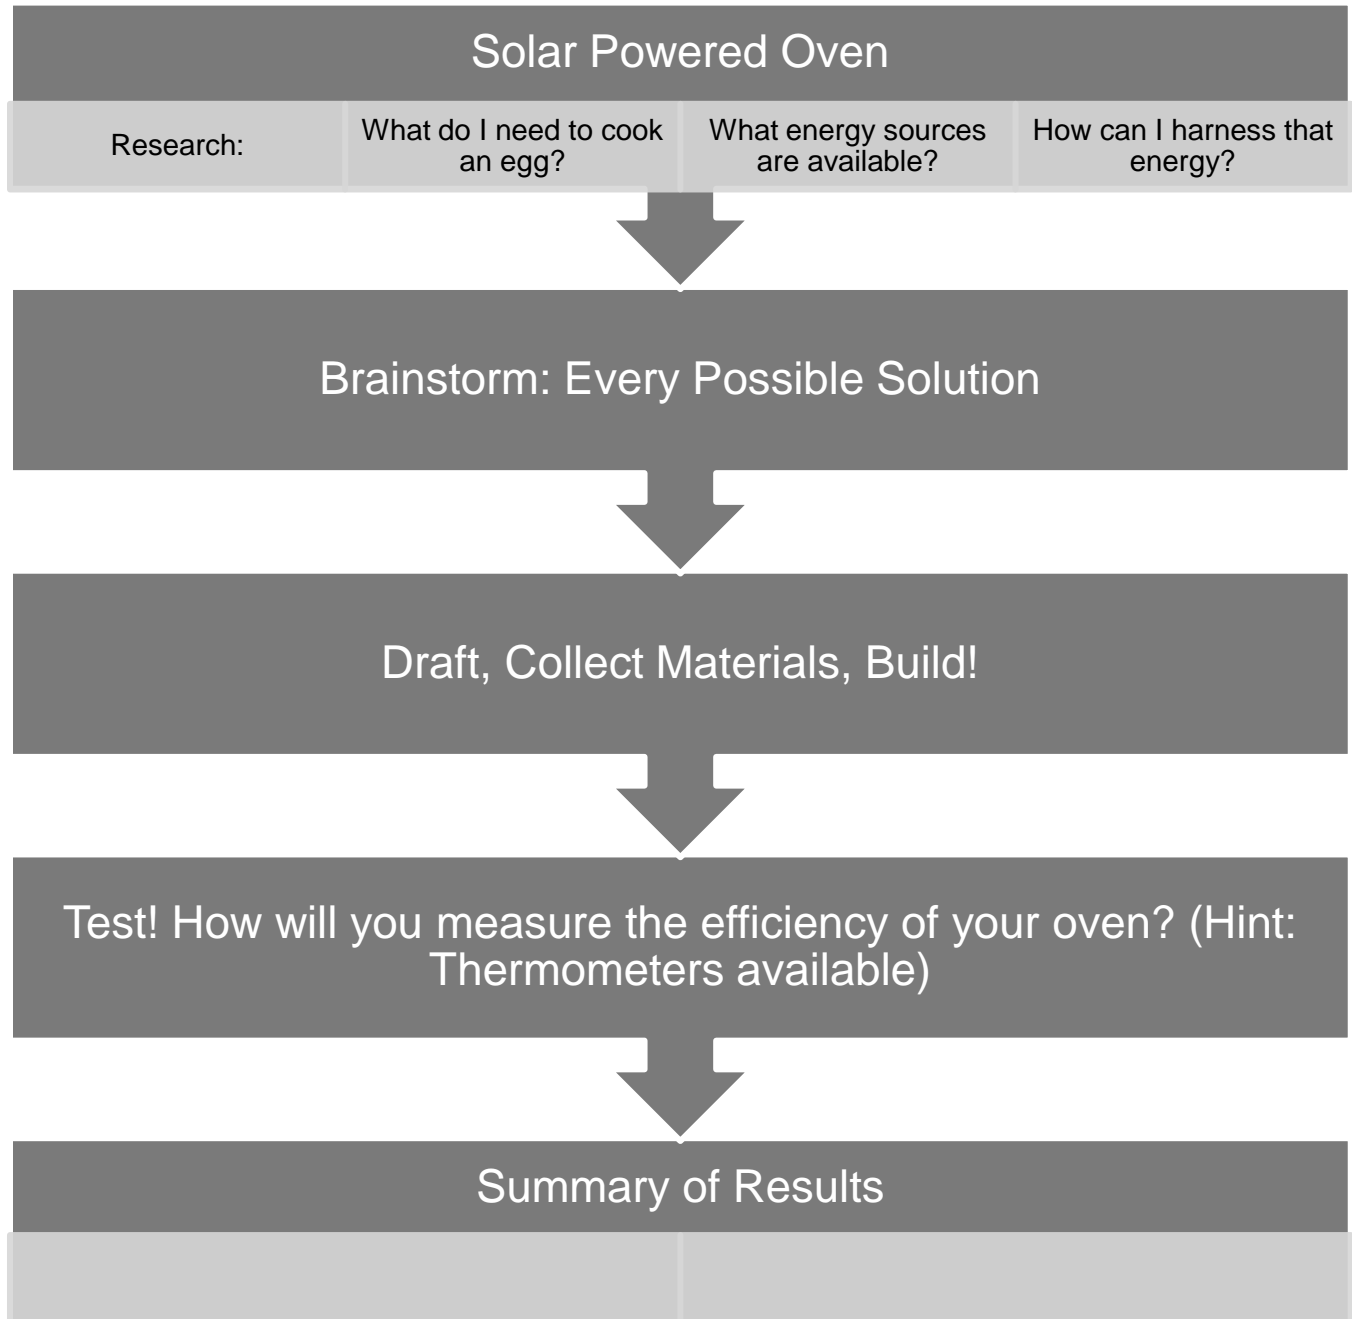 Solar Powered Oven
Research:
What do I need to cook
an egg?
What energy sources
are available?
How can I harness that
energy?
Brainstorm: Every Possible Solution
Draft, Collect Materials, Build!
Test! How will you measure the efficiency of your oven? (Hint:
Thermometers available)
Summary of Results